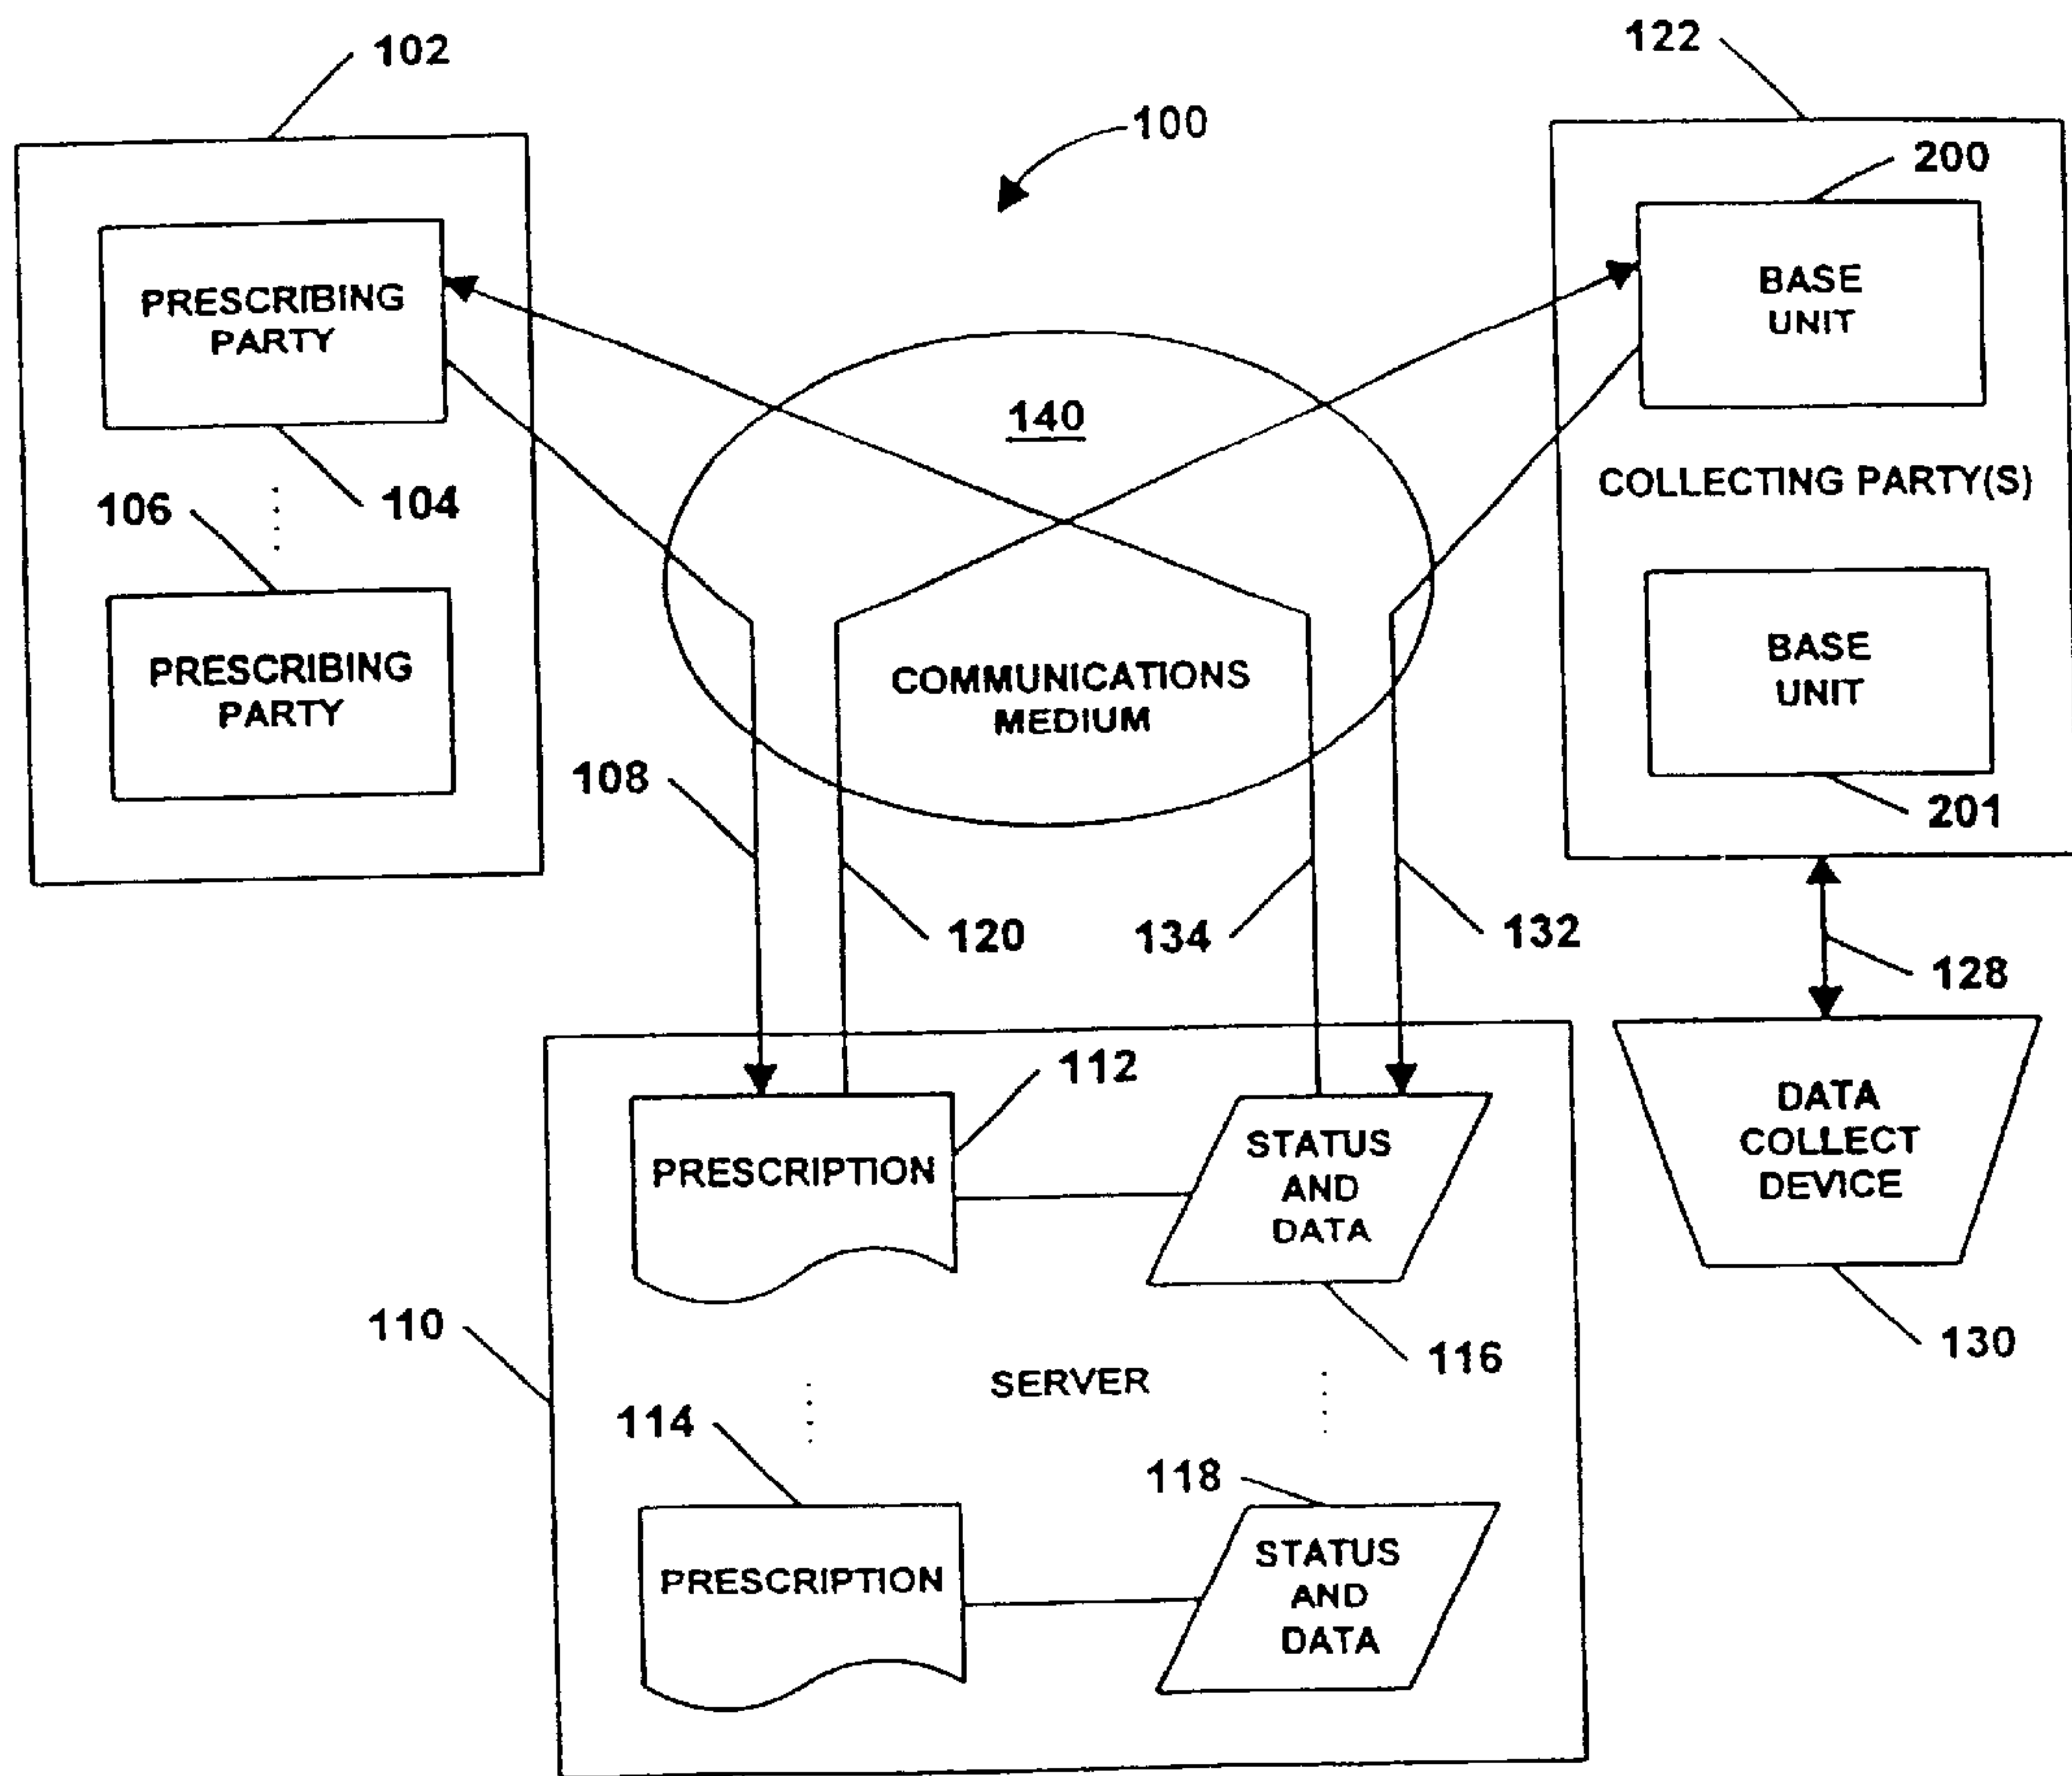 102
122
100
200
PRESCRIBING
PARTY
BASE
UNIT
140
104
106
COLLECTING PARTY(S)
PRESCRIBING
PARTY
COMMUNICATIONS
MEDIUM
BASE
UNIT
108
201
120
134
132
128
112
PRESCRIPTION
STATUS
AND
DATA
DATA
COLLECT
DEVICE
110
116
130
SERVER
114
118
PRESCRIPTION
STATUS
AND
DATA